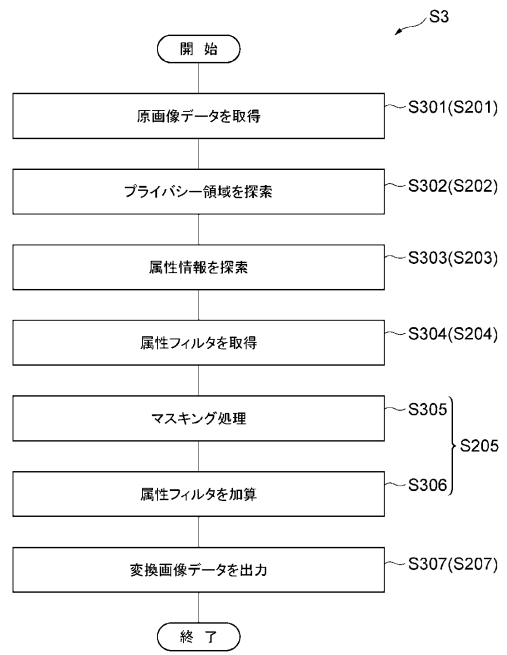 S3
開 始
原画像データを取得
S301(S201)
プライバシー領域を探索
S302(S202)
属性情報を探索
S303(S203)
属性フィルタを取得
S304(S204)
マスキング処理
S305
S205
属性フィルタを加算
S306
変換画像データを出力
S307(S207)
終 了